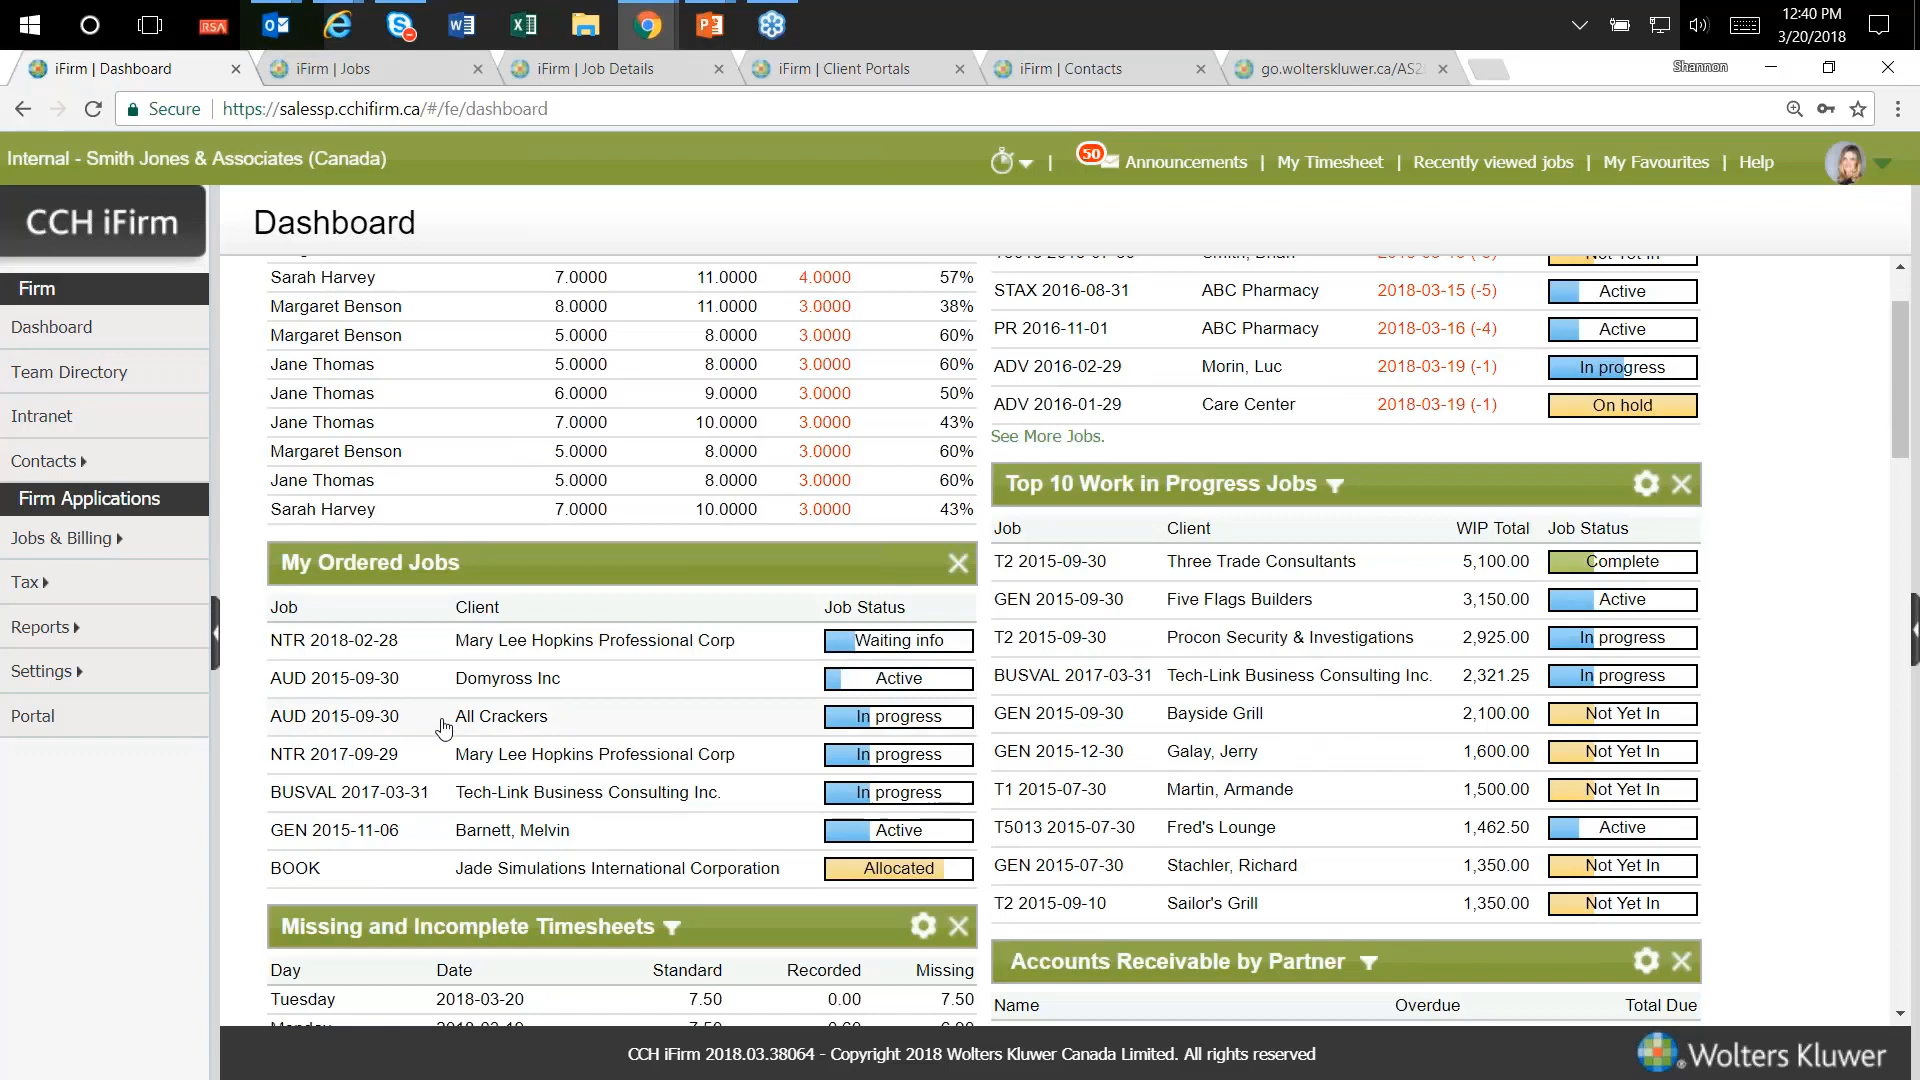 RSA
12:40 PM
3/20/2018
iFirm | Dashboard
iFirm | Jobs
iFirm | Job Details
iFirm | Client Portals
iFirm | Contacts
go.wolterskluwer.ca/AS2
Shannon
Secure
https://salessp.cchifirm.ca/#/fe/dashboard
Internal - Smith Jones & Associates (Canada)
50 Announcements | My Timesheet | Recently viewed jobs | My Favourites | Help
CCH iFirm
Firm
Dashboard
Team Directory
Intranet
Contacts
Firm Applications
Jobs & Billing
Tax
Reports
Settings
Portal
Dashboard
Sarah Harvey 7.0000 11.0000 4.0000 57%
Margaret Benson 8.0000 11.0000 3.0000 38%
Margaret Benson 5.0000 8.0000 3.0000 60%
Jane Thomas 5.0000 8.0000 3.0000 60%
Jane Thomas 6.0000 9.0000 3.0000 50%
Jane Thomas 7.0000 10.0000 3.0000 43%
Margaret Benson 5.0000 8.0000 3.0000 60%
Jane Thomas 5.0000 8.0000 3.0000 60%
Sarah Harvey 7.0000 10.0000 3.0000 43%
My Ordered Jobs
Job Client Job Status
NTR 2018-02-28 Mary Lee Hopkins Professional Corp Waiting info
AUD 2015-09-30 Domyross Inc Active
AUD 2015-09-30 All Crackers In progress
NTR 2017-09-29 Mary Lee Hopkins Professional Corp In progress
BUSVAL 2017-03-31 Tech-Link Business Consulting Inc. In progress
GEN 2015-11-06 Barnett, Melvin Active
BOOK Jade Simulations International Corporation Allocated
Missing and Incomplete Timesheets
Day Date Standard Recorded Missing
Tuesday 2018-03-20 7.50 0.00 7.50
STAX 2016-08-31 ABC Pharmacy 2018-03-15 (-5) Active
PR 2016-11-01 ABC Pharmacy 2018-03-16 (-4) Active
ADV 2016-02-29 Morin, Luc 2018-03-19 (-1) In progress
ADV 2016-01-29 Care Center 2018-03-19 (-1) On hold
See More Jobs.
Top 10 Work in Progress Jobs
Job Client WIP Total Job Status
T2 2015-09-30 Three Trade Consultants 5,100.00 Complete
GEN 2015-09-30 Five Flags Builders 3,150.00 Active
T2 2015-09-30 Procon Security & Investigations 2,925.00 In progress
BUSVAL 2017-03-31 Tech-Link Business Consulting Inc. 2,321.25 In progress
GEN 2015-09-30 Bayside Grill 2,100.00 Not Yet In
GEN 2015-12-30 Galay, Jerry 1,600.00 Not Yet In
T1 2015-07-30 Martin, Armande 1,500.00 Not Yet In
T5013 2015-07-30 Fred's Lounge 1,462.50 Active
GEN 2015-07-30 Stachler, Richard 1,350.00 Not Yet In
T2 2015-09-10 Sailor's Grill 1,350.00 Not Yet In
Accounts Receivable by Partner
Name Overdue Total Due
CCH iFirm 2018.03.38064 - Copyright 2018 Wolters Kluwer Canada Limited. All rights reserved
Wolters Kluwer